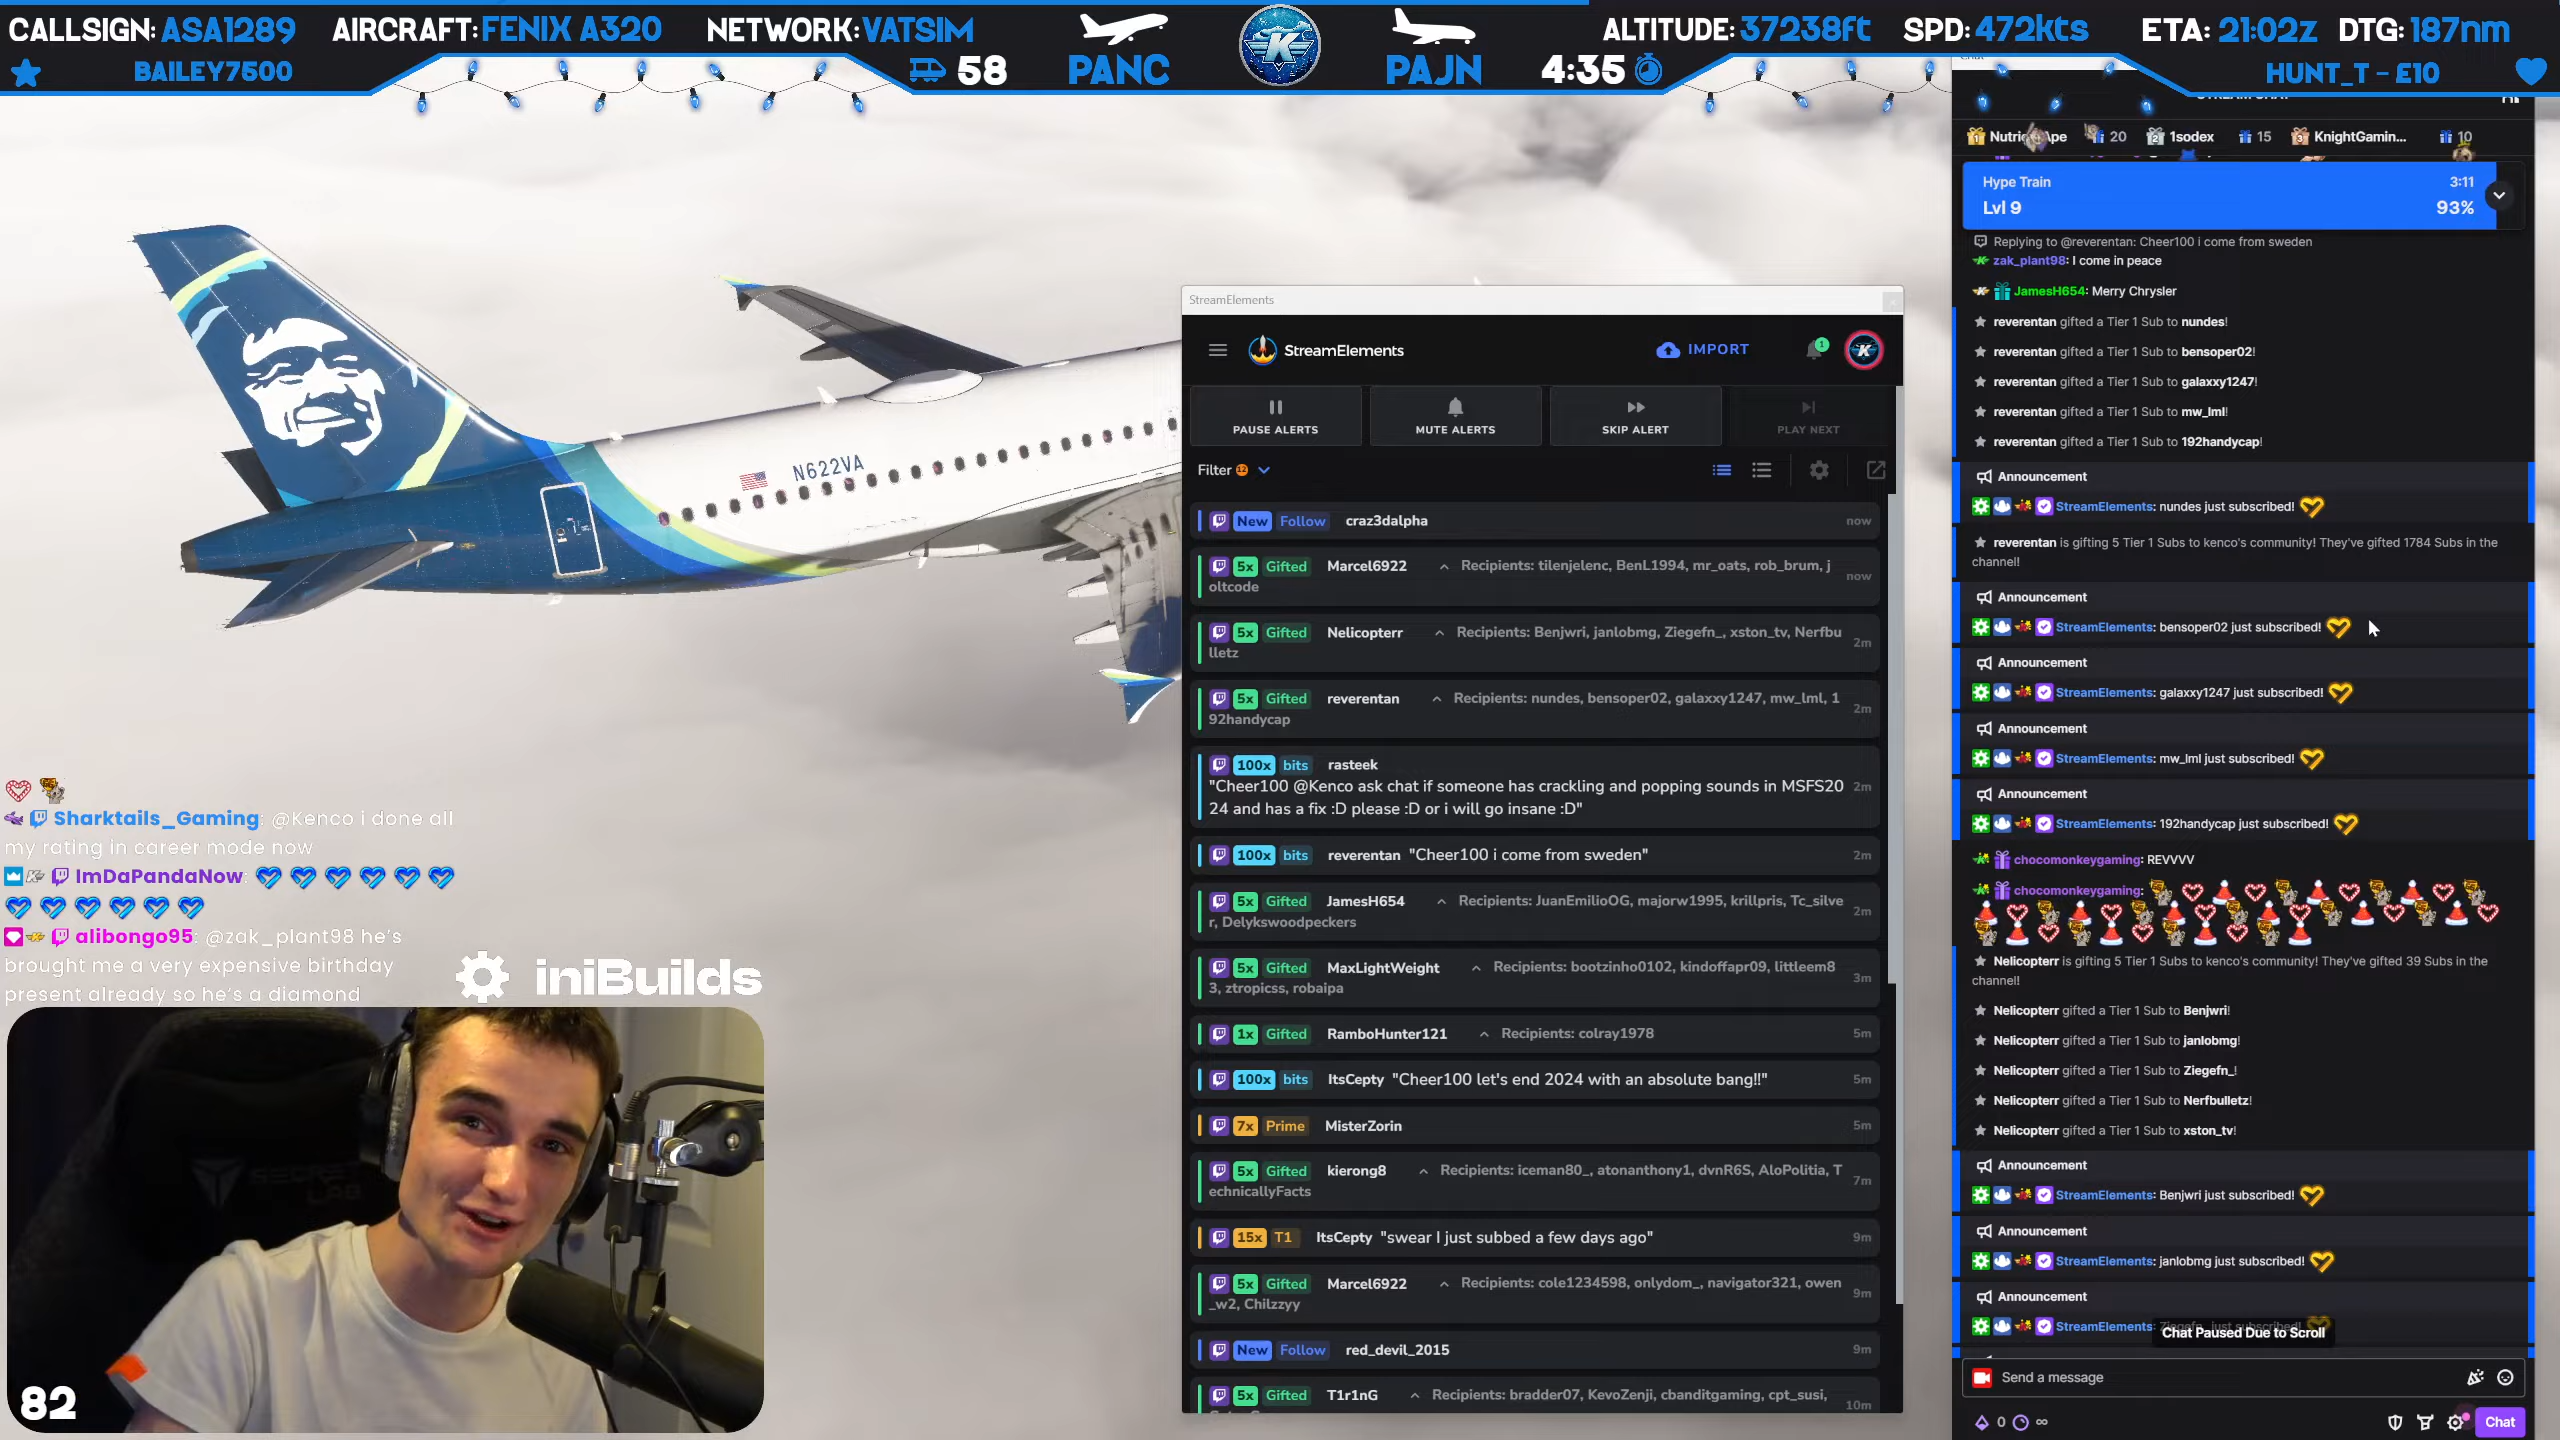 CALLSIGN: ASA1289 AIRCRAFT: FENIX A320 NETWORK: VATSIM
PANC
PAJN
ALTITUDE: 37238ft SPD: 472kts ETA: 21:02z DTG: 187nm
BAILEY7500
58
4:35
HUNT_T - £10
N622VA
Sharktails_Gaming: @Kenco i done all
my rating in career mode now
ImDaPandaNow:
alibongo95: @zak_plant98 he's
brought me a very expensive birthday
present already so he's a diamond
iniBuilds
SECRET
LAB
82
StreamElements
StreamElements
IMPORT
1
PAUSE ALERTS
MUTE ALERTS
SKIP ALERT
PLAY NEXT
Filter 12
New Follow craz3dalpha now
5x Gifted Marcel6922 Recipients: tilenjelenc, BenL1994, mr_oats, rob_brum, j
oltcode now
5x Gifted Nelicopterr Recipients: Benjwri, janlobmg, Ziegefn_, xston_tv, Nerfbu
lletz 2m
5x Gifted reverentan Recipients: nundes, bensoper02, galaxxy1247, mw_lml, 1
92handycap 2m
100x bits rasteek
"Cheer100 @Kenco ask chat if someone has crackling and popping sounds in MSFS20
24 and has a fix :D please :D or i will go insane :D" 2m
100x bits reverentan "Cheer100 i come from sweden" 2m
5x Gifted JamesH654 Recipients: JuanEmilioOG, majorw1995, krillpris, Tc_silve
r, Delykswoodpeckers 2m
5x Gifted MaxLightWeight Recipients: bootzinho0102, kindoffapr09, littleem8
3, ztropicss, robaipa 3m
1x Gifted RamboHunter121 Recipients: colray1978 5m
100x bits ItsCepty "Cheer100 let's end 2024 with an absolute bang!!" 5m
7x Prime MisterZorin 5m
5x Gifted kierong8 Recipients: iceman80_, atonanthony1, dvnR6S, AloPolitia, T
echnicallyFacts 7m
15x T1 ItsCepty "swear I just subbed a few days ago" 9m
5x Gifted Marcel6922 Recipients: cole1234598, onlydom_, navigator321, owen
_w2, Chilzzyy 9m
New Follow red_devil_2015 9m
5x Gifted T1r1nG Recipients: bradder07, KevoZenji, cbanditgaming, cpt_susi, 10m
20 1sodex 15 KnightGamin... 10
Hype Train 3:11
Lvl 9 93%
Replying to @reverentan: Cheer100 i come from sweden
zak_plant98: I come in peace
JamesH654: Merry Chrysler
reverentan gifted a Tier 1 Sub to nundes!
reverentan gifted a Tier 1 Sub to bensoper02!
reverentan gifted a Tier 1 Sub to galaxxy1247!
reverentan gifted a Tier 1 Sub to mw_lml!
reverentan gifted a Tier 1 Sub to 192handycap!
Announcement
StreamElements: nundes just subscribed!
reverentan is gifting 5 Tier 1 Subs to kenco's community! They've gifted 1784 Subs in the
channel!
Announcement
StreamElements: bensoper02 just subscribed!
Announcement
StreamElements: galaxxy1247 just subscribed!
Announcement
StreamElements: mw_lml just subscribed!
Announcement
StreamElements: 192handycap just subscribed!
chocomonkeygaming: REVVVV
chocomonkeygaming:
Nelicopterr is gifting 5 Tier 1 Subs to kenco's community! They've gifted 39 Subs in the
channel!
Nelicopterr gifted a Tier 1 Sub to Benjwri!
Nelicopterr gifted a Tier 1 Sub to janlobmg!
Nelicopterr gifted a Tier 1 Sub to Ziegefn_!
Nelicopterr gifted a Tier 1 Sub to Nerfbulletz!
Nelicopterr gifted a Tier 1 Sub to xston_tv!
Announcement
StreamElements: Benjwri just subscribed!
Announcement
StreamElements: janlobmg just subscribed!
Announcement
StreamElements: Ziegefn_ just subscribed!
Chat Paused Due to Scroll
Send a message
0 ∞
Chat